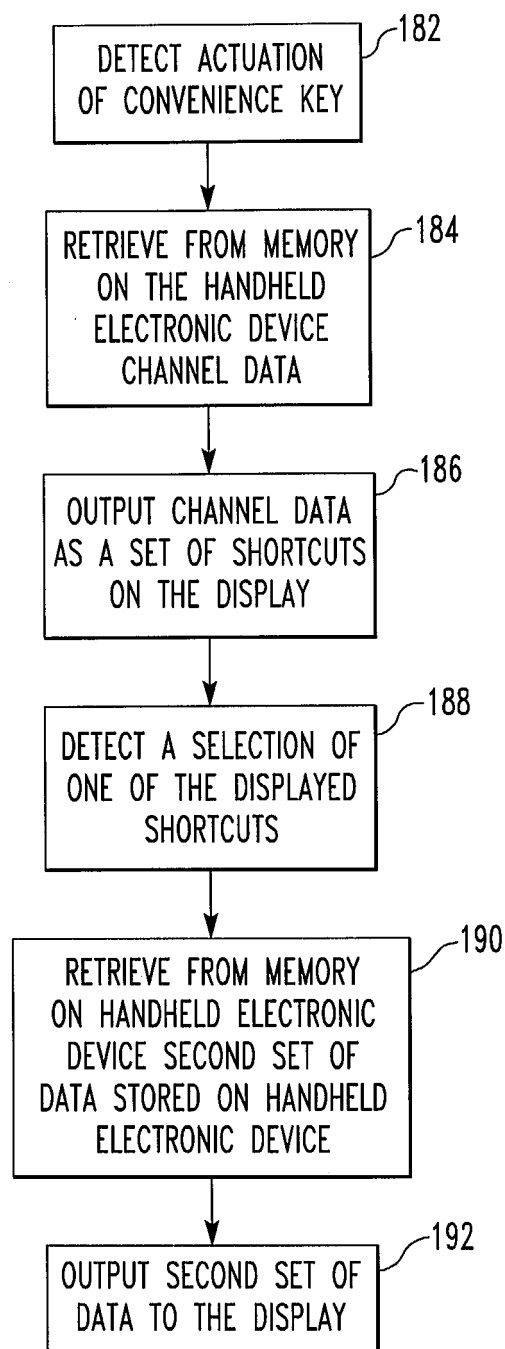 182
DETECT ACTUATION
OF CONVENIENCE KEY
184
RETRIEVE FROM MEMORY
ON THE HANDHELD
ELECTRONIC DEVICE
CHANNEL DATA
186
OUTPUT CHANNEL DATA
AS A SET OF SHORTCUTS
ON THE DISPLAY
188
DETECT A SELECTION OF
ONE OF THE DISPLAYED
SHORTCUTS
190
RETRIEVE FROM MEMORY
ON HANDHELD ELECTRONIC
DEVICE SECOND SET OF
DATA STORED ON HANDHELD
ELECTRONIC DEVICE
192
OUTPUT SECOND SET OF
DATA TO THE DISPLAY